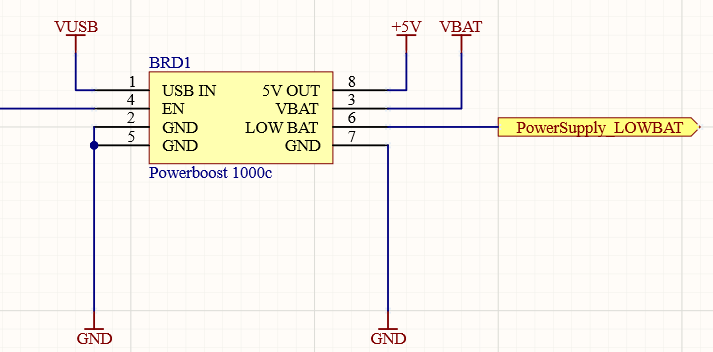 VUSB
+5V
VBAT
BRD1
1
USB IN
5V OUT
8
4
EN
VBAT
3
2
GND
LOW BAT
6
PowerSupply_LOWBAT
5
GND
GND
7
Powerboost 1000c
GND
GND